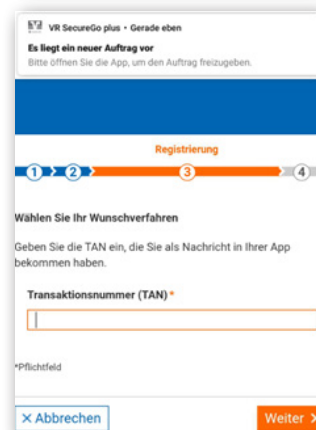 VR SecureGo plus • Gerade eben
Es liegt ein neuer Auftrag vor
Bitte öffnen Sie die App, um den Auftrag freizugeben.
Registrierung
1 2 3 4
Wählen Sie Ihr Wunschverfahren
Geben Sie die TAN ein, die Sie als Nachricht in Ihrer App
bekommen haben.
Transaktionsnummer (TAN) *
*Pflichtfeld
× Abbrechen Weiter